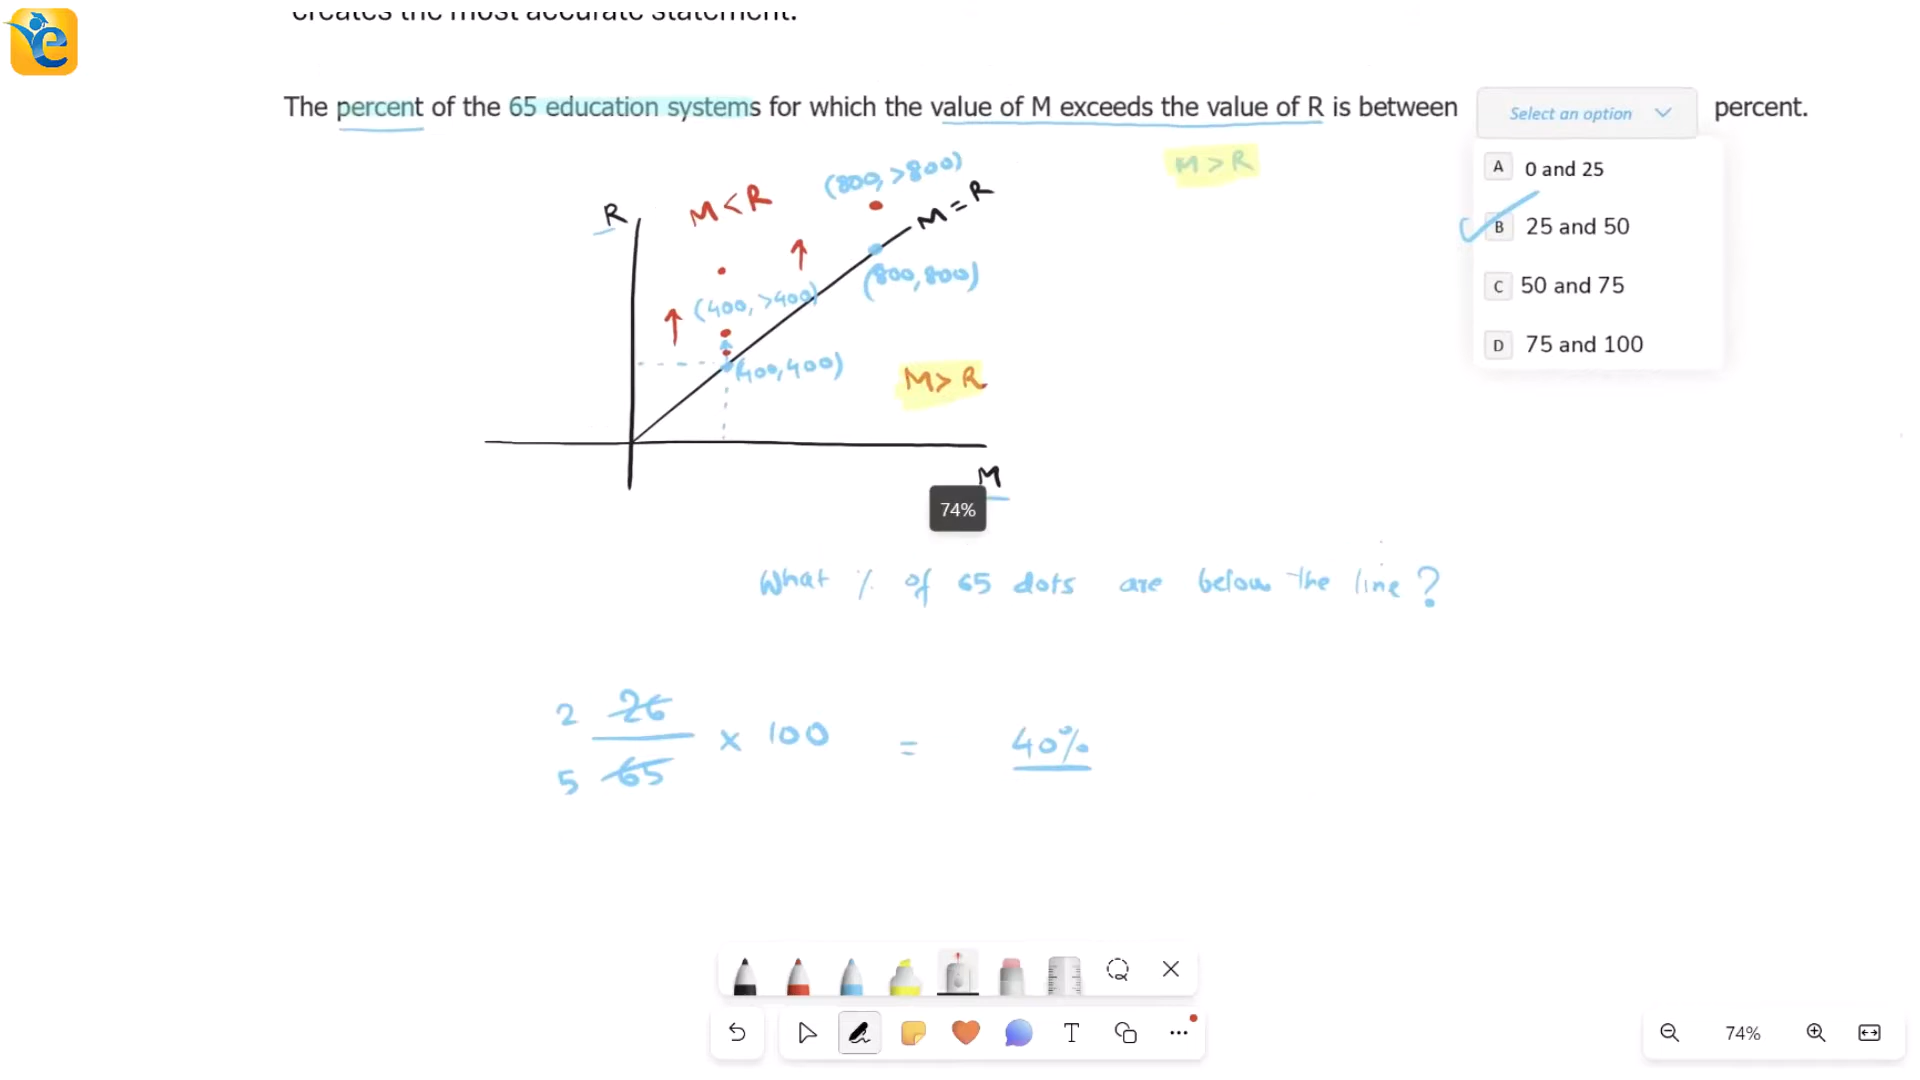 creates the most accurate statement.
The percent of the 65 education systems for which the value of M exceeds the value of R is between Select an option percent.
A 0 and 25
B 25 and 50
C 50 and 75
D 75 and 100
M > R
(800, >800)
M < R
M = R
R
(800, 800)
(400, >400)
(400, 400)
M > R
M
74%
What % of 65 dots are below the line?
2 26
× 100 = 40%
5 65
T
74%
e